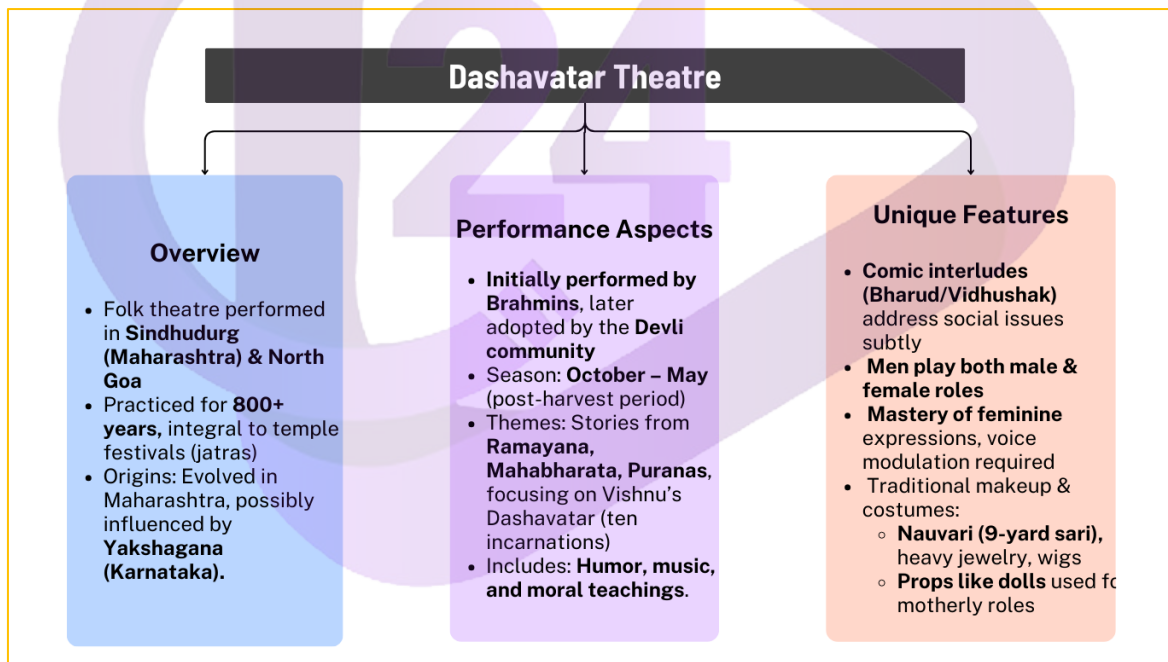 Dashavatar Theatre
Overview
• Folk theatre performed
in Sindhudurg
(Maharashtra) & North
Goa
• Practiced for 800+
years, integral to temple
festivals (jatras)
• Origins: Evolved in
Maharashtra, possibly
influenced by
Yakshagana
(Karnataka).
Performance Aspects
• Initially performed by
Brahmins, later
adopted by the Devli
community
• Season: October – May
(post-harvest period)
• Themes: Stories from
Ramayana,
Mahabharata, Puranas,
focusing on Vishnu’s
Dashavatar (ten
incarnations)
• Includes: Humor, music,
and moral teachings.
Unique Features
• Comic interludes
(Bharud/Vidhushak)
address social issues
subtly
• Men play both male &
female roles
• Mastery of feminine
expressions, voice
modulation required
• Traditional makeup &
costumes:
◦ Nauvari (9-yard sari),
heavy jewelry, wigs
◦ Props like dolls used fo
motherly roles
24